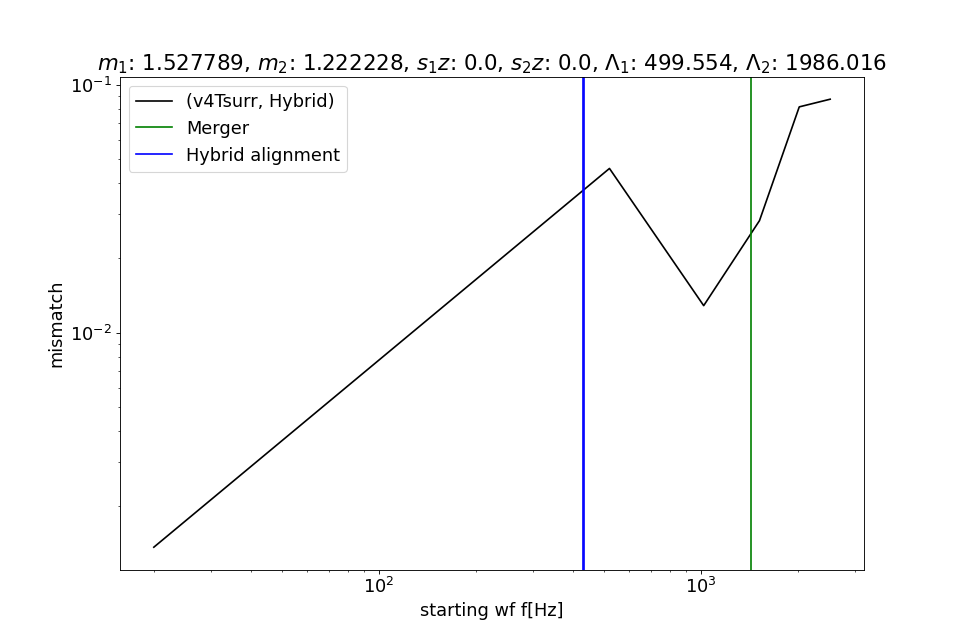 m₁: 1.527789, m₂: 1.222228, s₁z: 0.0, s₂z: 0.0, Λ₁: 499.554, Λ₂: 1986.016
10⁻¹
(v4Tsurr, Hybrid)
Merger
Hybrid alignment
mismatch
10⁻²
10² 10³
starting wf f[Hz]